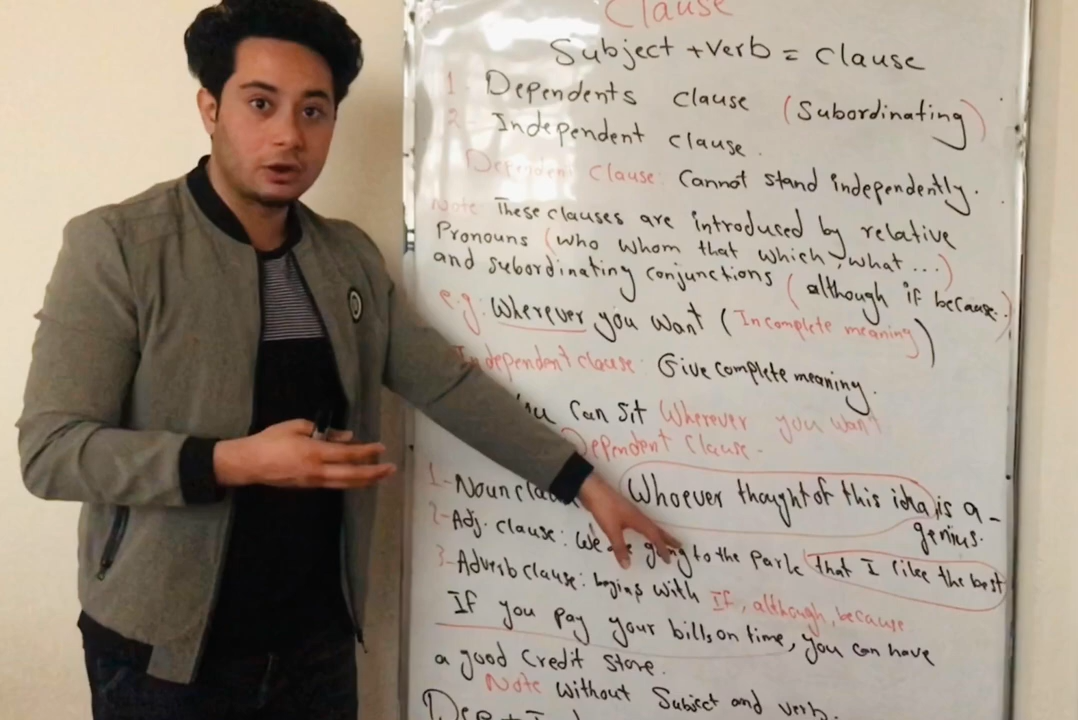 Clause
Subject + Verb = Clause
1. Dependents clause (Subordinating)
2- Independent clause.
Dependent Clause: Cannot stand independently.
Note These clauses are introduced by relative
Pronouns (who whom that which, what ...)
and subordinating conjunctions (although if because.)
e.g: Wherever you want (Incomplete meaning)
Independent clause: Give complete meaning.
you Can sit Wherever you want
Dependent Clause-
1- Noun clau Whoever thought of this idea is a-
genius.
2- Adj. clause: We going to the Park that I like the best
3- Adverb Clause: begins with If, although, because
If you pay your bills on time, you can have
a good Credit store.
Note Without Subject and verb.
Dep + I